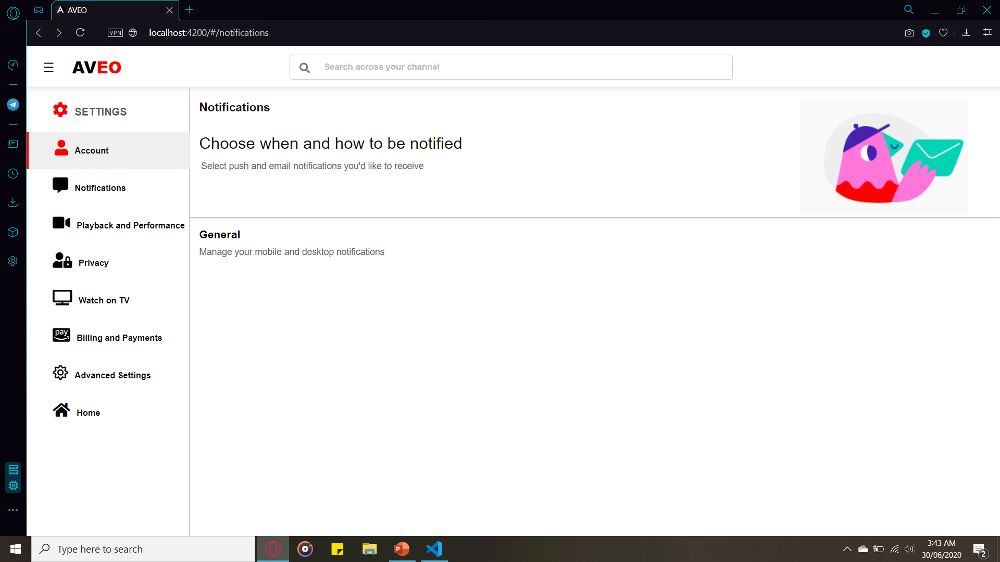 AVEO
VPN
localhost:4200/#/notifications
AVEO
Search across your channel
SETTINGS
Account
Notifications
Playback and Performance
Privacy
Watch on TV
pay
Billing and Payments
Advanced Settings
Home
Notifications
Choose when and how to be notified
Select push and email notifications you'd like to receive
General
Manage your mobile and desktop notifications
Type here to search
P
3:43 AM
30/06/2020
2